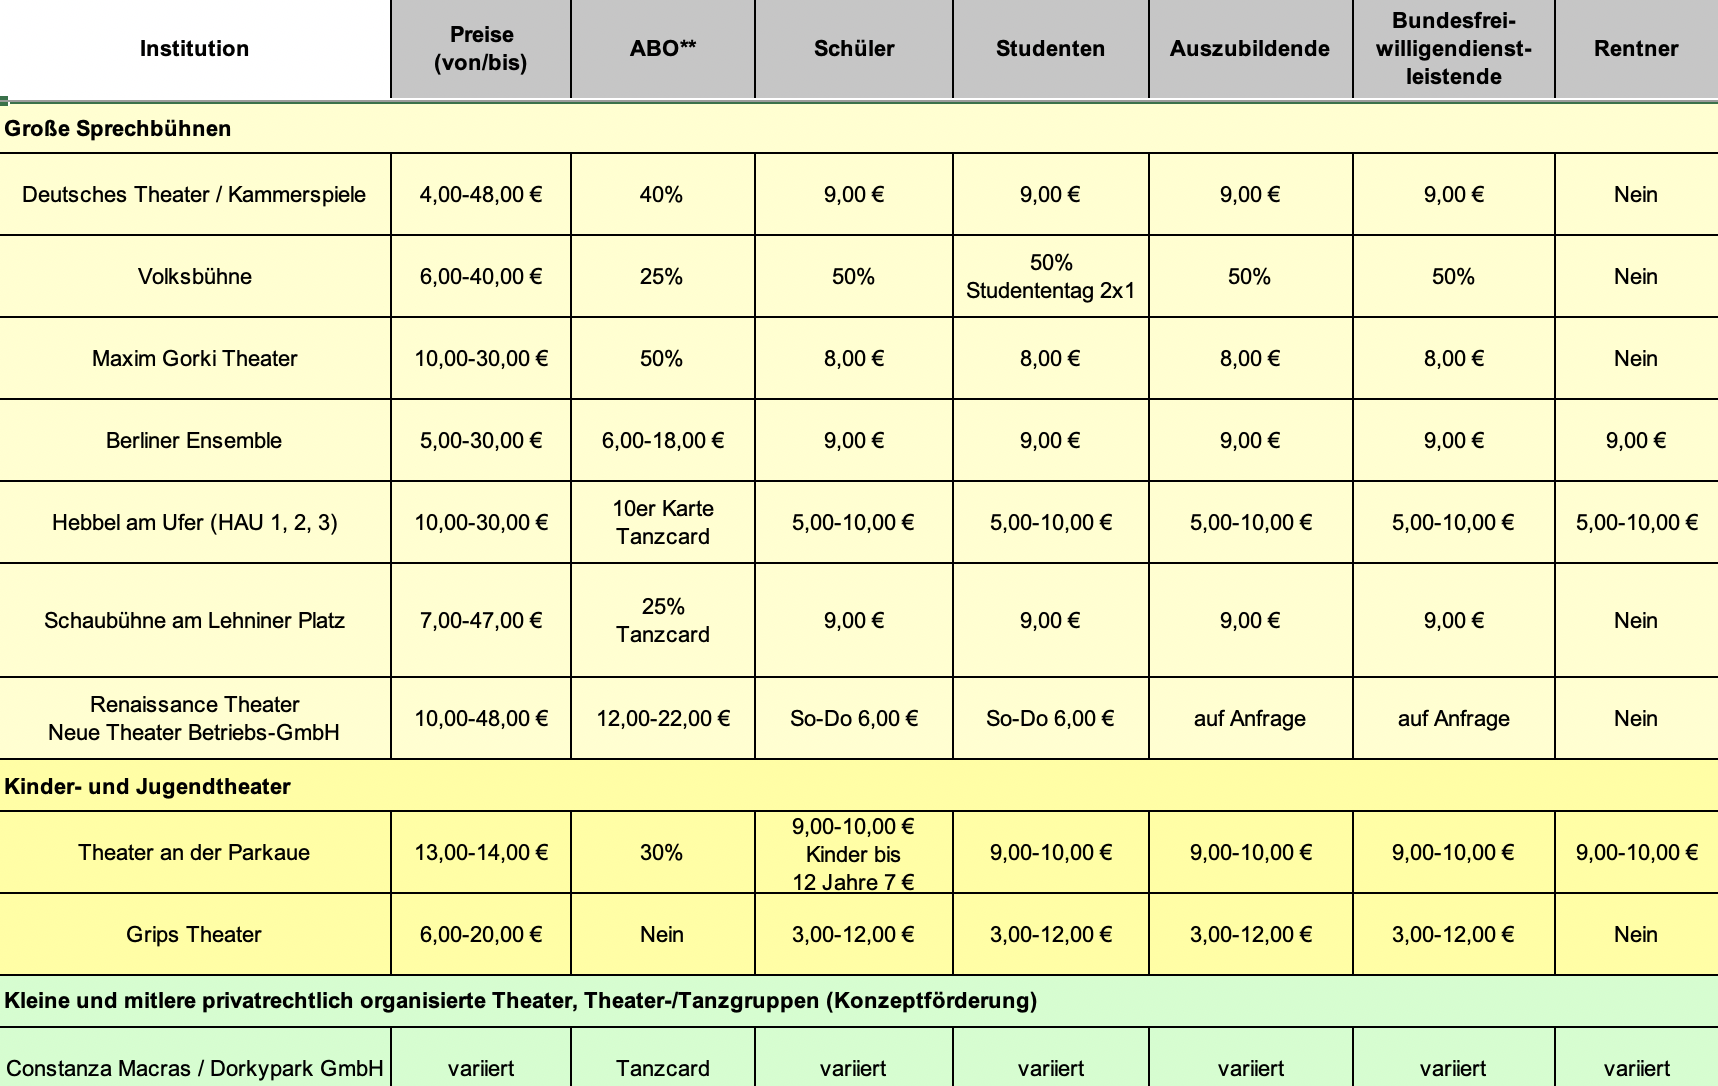 Institution
Preise
(von/bis)
ABO**
Schüler
Studenten
Auszubildende
Bundesfrei-
willigendienst-
leistende
Rentner
Große Sprechbühnen
Deutsches Theater / Kammerspiele
4,00-48,00 €
40%
9,00 €
9,00 €
9,00 €
9,00 €
Nein
Volksbühne
6,00-40,00 €
25%
50%
50%
Studententag 2x1
50%
50%
Nein
Maxim Gorki Theater
10,00-30,00 €
50%
8,00 €
8,00 €
8,00 €
8,00 €
Nein
Berliner Ensemble
5,00-30,00 €
6,00-18,00 €
9,00 €
9,00 €
9,00 €
9,00 €
9,00 €
Hebbel am Ufer (HAU 1, 2, 3)
10,00-30,00 €
10er Karte
Tanzcard
5,00-10,00 €
5,00-10,00 €
5,00-10,00 €
5,00-10,00 €
5,00-10,00 €
Schaubühne am Lehniner Platz
7,00-47,00 €
25%
Tanzcard
9,00 €
9,00 €
9,00 €
9,00 €
Nein
Renaissance Theater
Neue Theater Betriebs-GmbH
10,00-48,00 €
12,00-22,00 €
So-Do 6,00 €
So-Do 6,00 €
auf Anfrage
auf Anfrage
Nein
Kinder- und Jugendtheater
Theater an der Parkaue
13,00-14,00 €
30%
9,00-10,00 €
Kinder bis
12 Jahre 7 €
9,00-10,00 €
9,00-10,00 €
9,00-10,00 €
9,00-10,00 €
Grips Theater
6,00-20,00 €
Nein
3,00-12,00 €
3,00-12,00 €
3,00-12,00 €
3,00-12,00 €
Nein
Kleine und mitlere privatrechtlich organisierte Theater, Theater-/Tanzgruppen (Konzeptförderung)
Constanza Macras / Dorkypark GmbH
variiert
Tanzcard
variiert
variiert
variiert
variiert
variiert